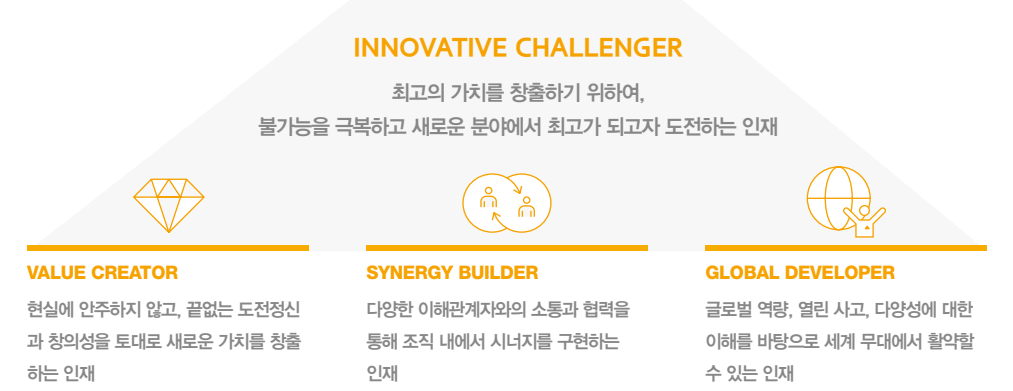 INNOVATIVE CHALLENGER
최고의 가치를 창출하기 위하여,
불가능을 극복하고 새로운 분야에서 최고가 되고자 도전하는 인재
VALUE CREATOR
현실에 안주하지 않고, 끝없는 도전정신
과 창의성을 토대로 새로운 가치를 창출
하는 인재
SYNERGY BUILDER
다양한 이해관계자와의 소통과 협력을
통해 조직 내에서 시너지를 구현하는
인재
GLOBAL DEVELOPER
글로벌 역량, 열린 사고, 다양성에 대한
이해를 바탕으로 세계 무대에서 활약할
수 있는 인재